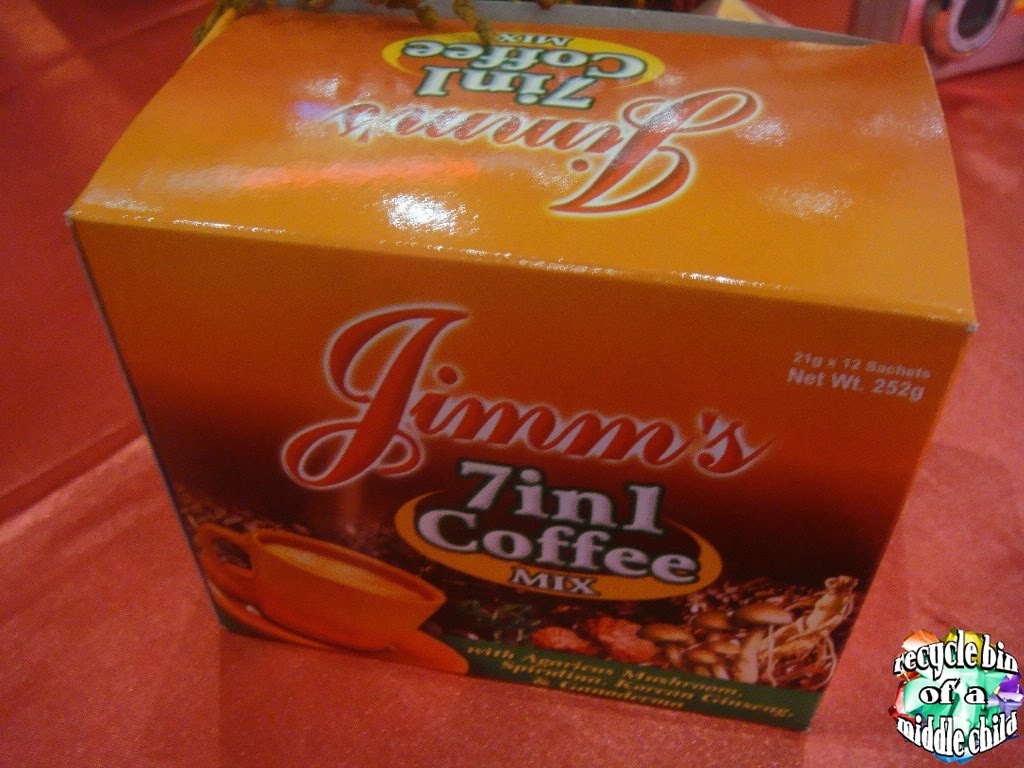 Jimm's
7in1
Coffee
MIX
21g x 12 Sachets
Net Wt. 252g
Jimm's
7in1
Coffee
MIX
with Agaricus Mushroom,
Spirulina, Korean Ginseng,
& Ganoderma
recycle bin
of a
middle child